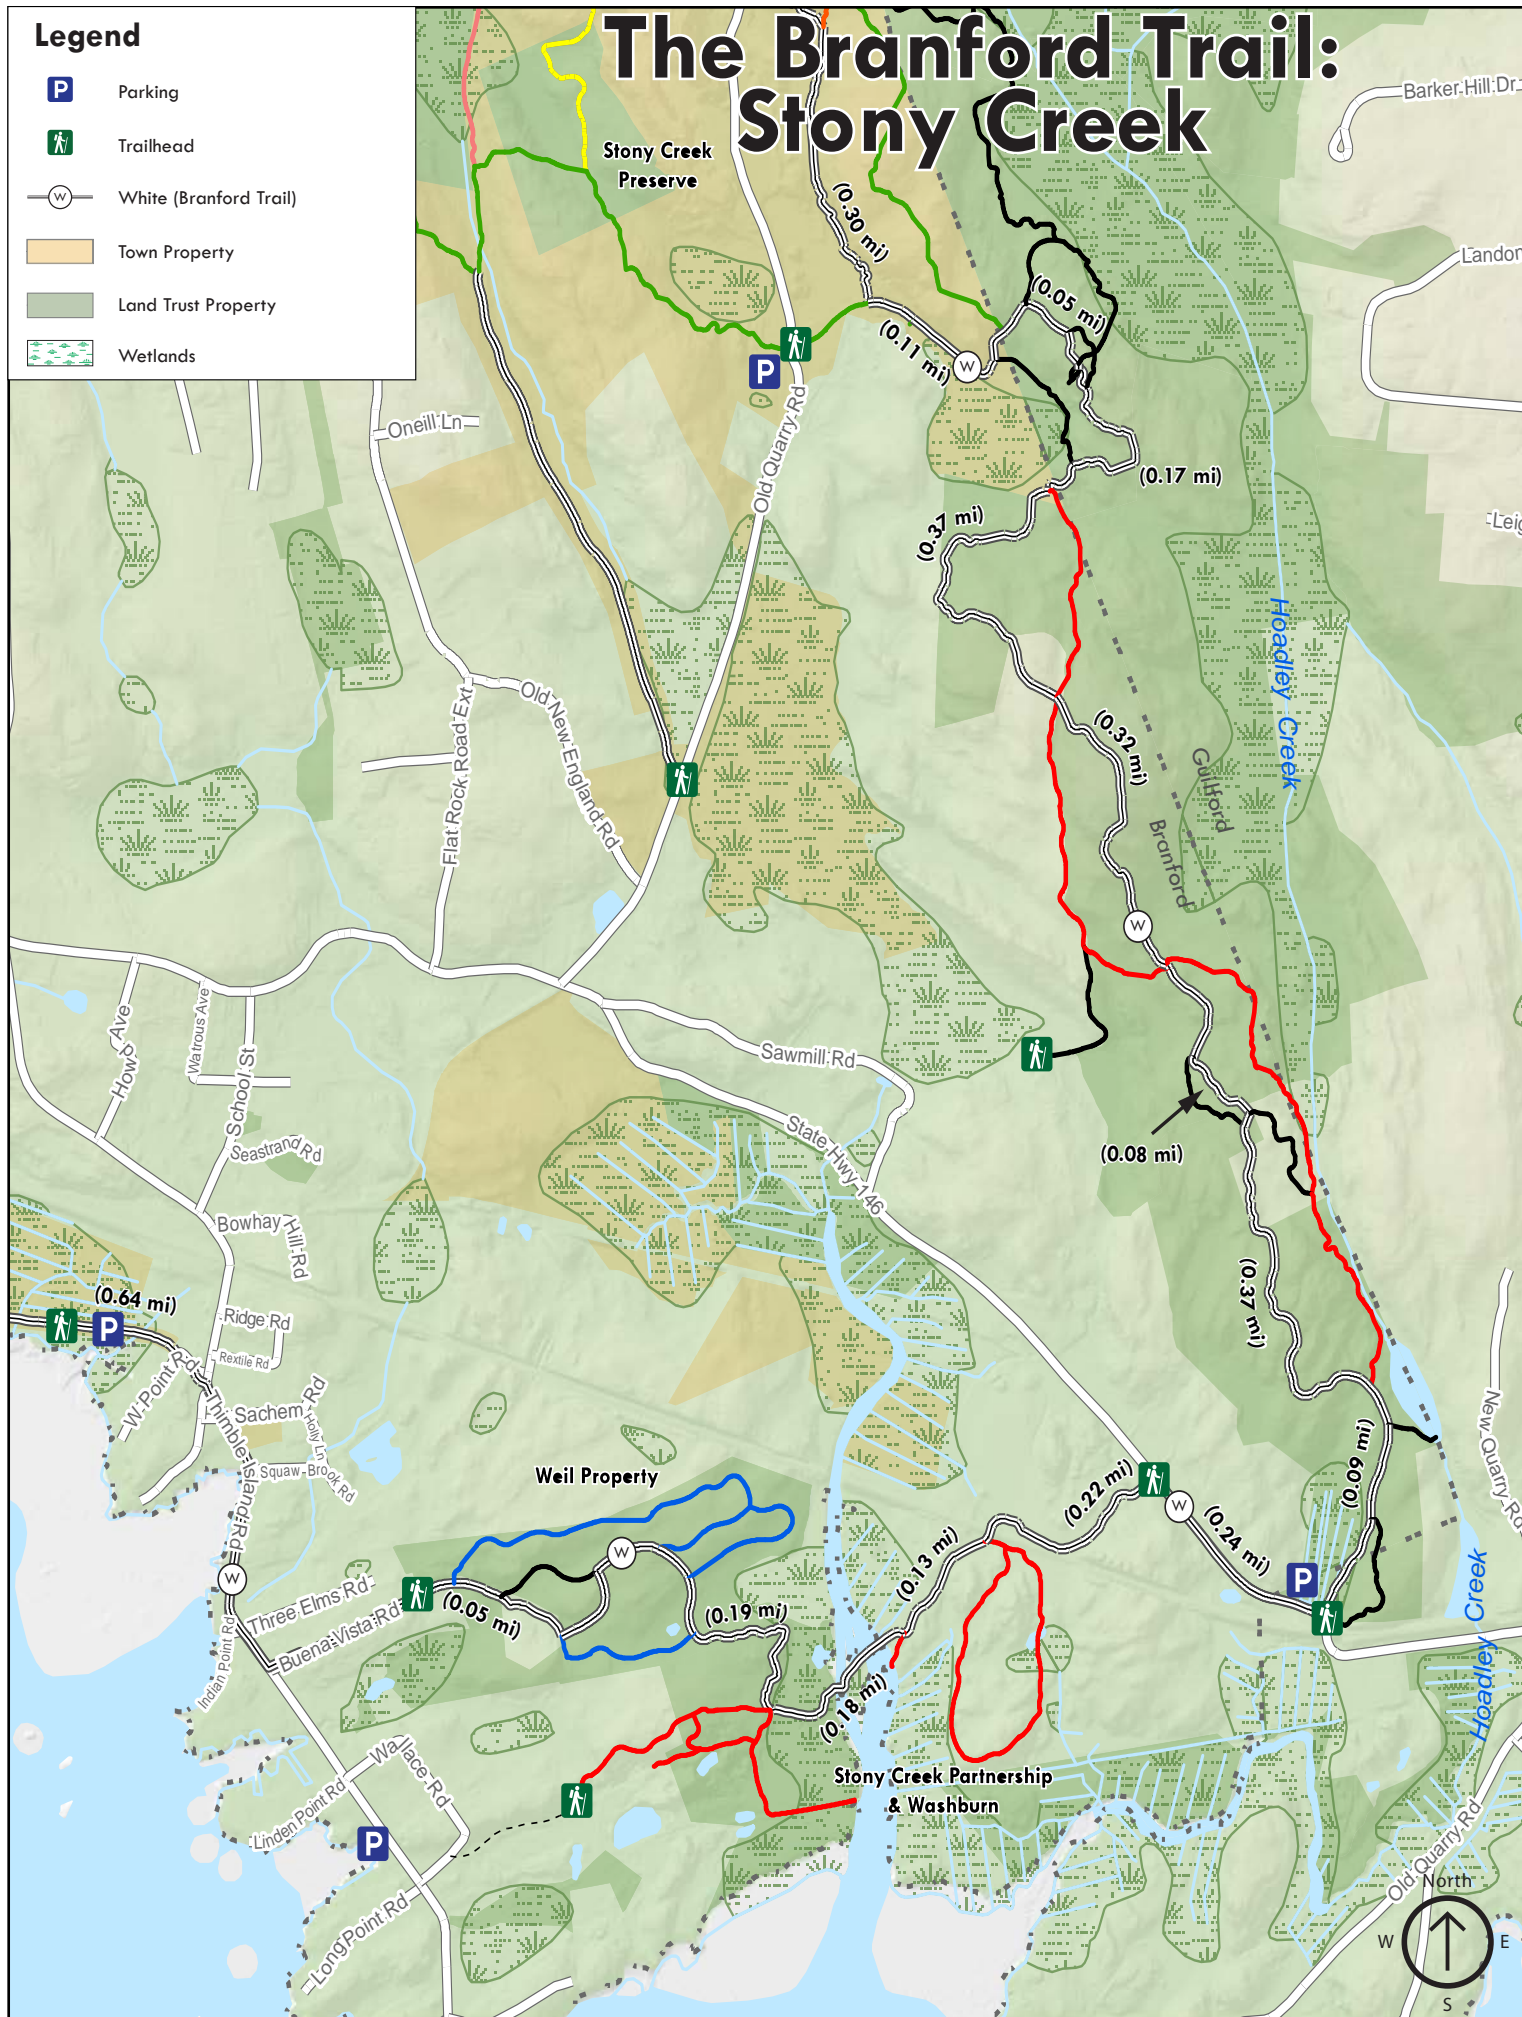 Legend
P
Parking
Trailhead
W
White (Branford Trail)
Town Property
Land Trust Property
Wetlands
The Branford Trail:
Stony Creek
Barker Hill Dr
Stony Creek
Preserve
(0.30 mi)
Landon
(0.05 mi)
(0.11 mi)
W
P
Old Quarry Rd
Oneill Ln
(0.17 mi)
(0.37 mi)
Leig
Hoadley Creek
Flat Rock Road Ext
Old New England Rd
(0.32 mi)
Guilford
Branford
W
Howd Ave
Watrous Ave
School St
Sawmill Rd
State Hwy 146
Seastrand Rd
(0.08 mi)
Bowhay Hill Rd
(0.64 mi)
P
Ridge Rd
Rextile Rd
(0.37 mi)
W Point Rd
Thimble Island Rd
Sachem Rd
Holly Ln
Squaw Brook Rd
New Quarry Rd
(0.09 mi)
Weil Property
(0.22 mi)
W
(0.24 mi)
(0.13 mi)
P
W
W
Three Elms Rd
Buena Vista Rd
Indian Point Rd
(0.05 mi)
(0.19 mi)
(0.18 mi)
Hoadley Creek
Wallace Rd
Linden Point Rd
P
Stony Creek Partnership
& Washburn
Long Point Rd
Old Quarry Rd
North
W
E
S